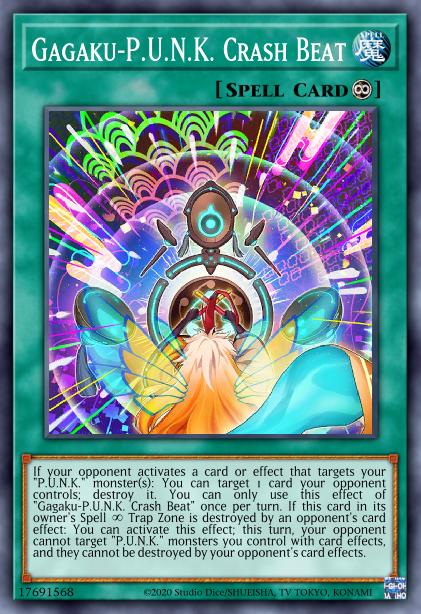 Gagaku-P.U.N.K. Crash Beat
SPELL
魔
[Spell Card]
If your opponent activates a card or effect that targets your
"P.U.N.K." monster(s): You can target 1 card your opponent
controls; destroy it. You can only use this effect of
"Gagaku-P.U.N.K. Crash Beat" once per turn. If this card in its
owner's Spell ∞ Trap Zone is destroyed by an opponent's card
effect: You can activate this effect; this turn, your opponent
cannot target "P.U.N.K." monsters you control with card effects,
and they cannot be destroyed by your opponent's card effects.
17691568 ©2020 Studio Dice/SHUEISHA, TV TOKYO, KONAMI